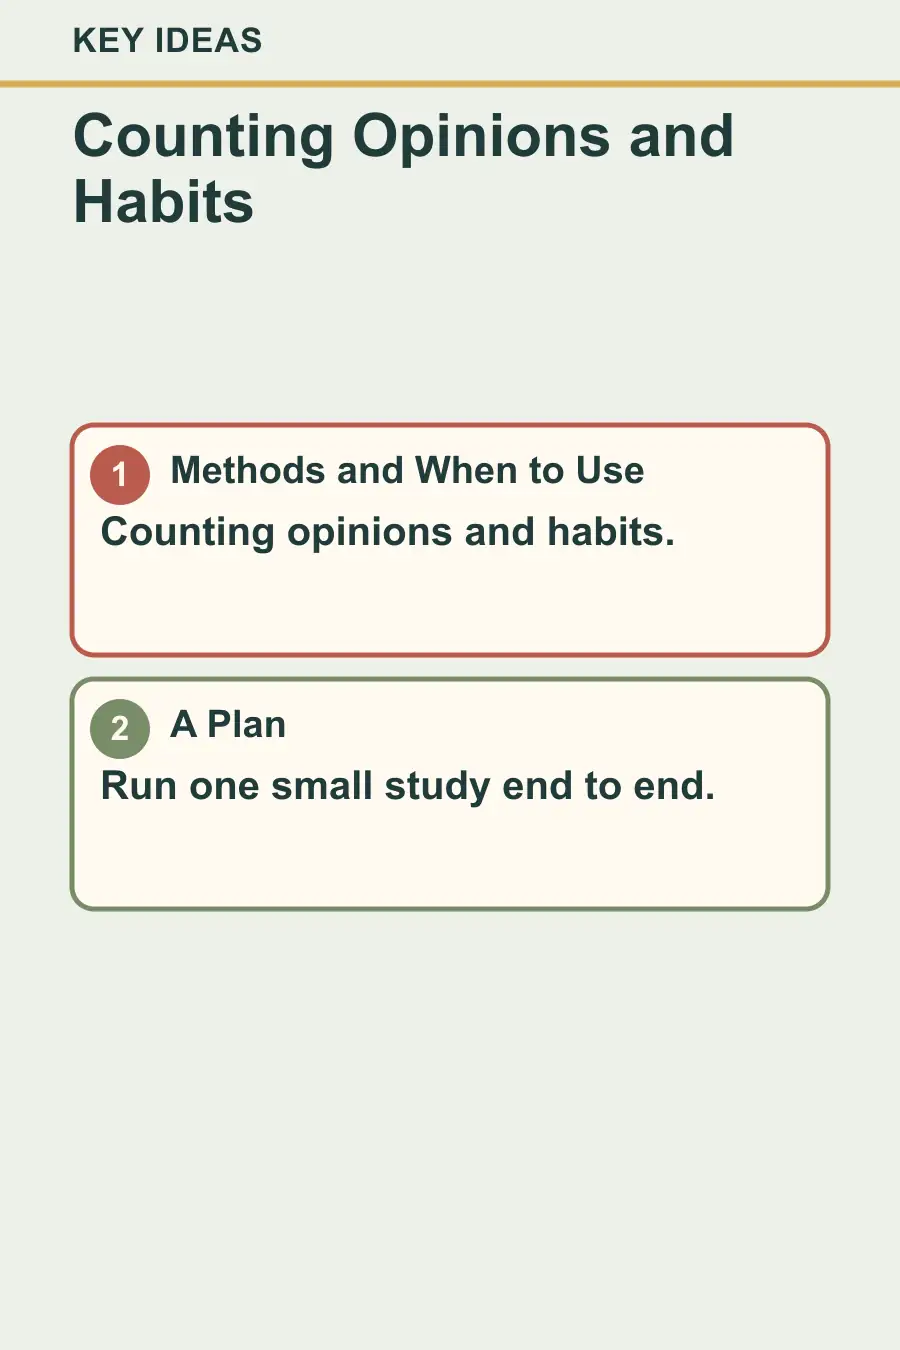 KEY IDEAS
Counting Opinions and
Habits
1 Methods and When to Use
Counting opinions and habits.
2 A Plan
Run one small study end to end.